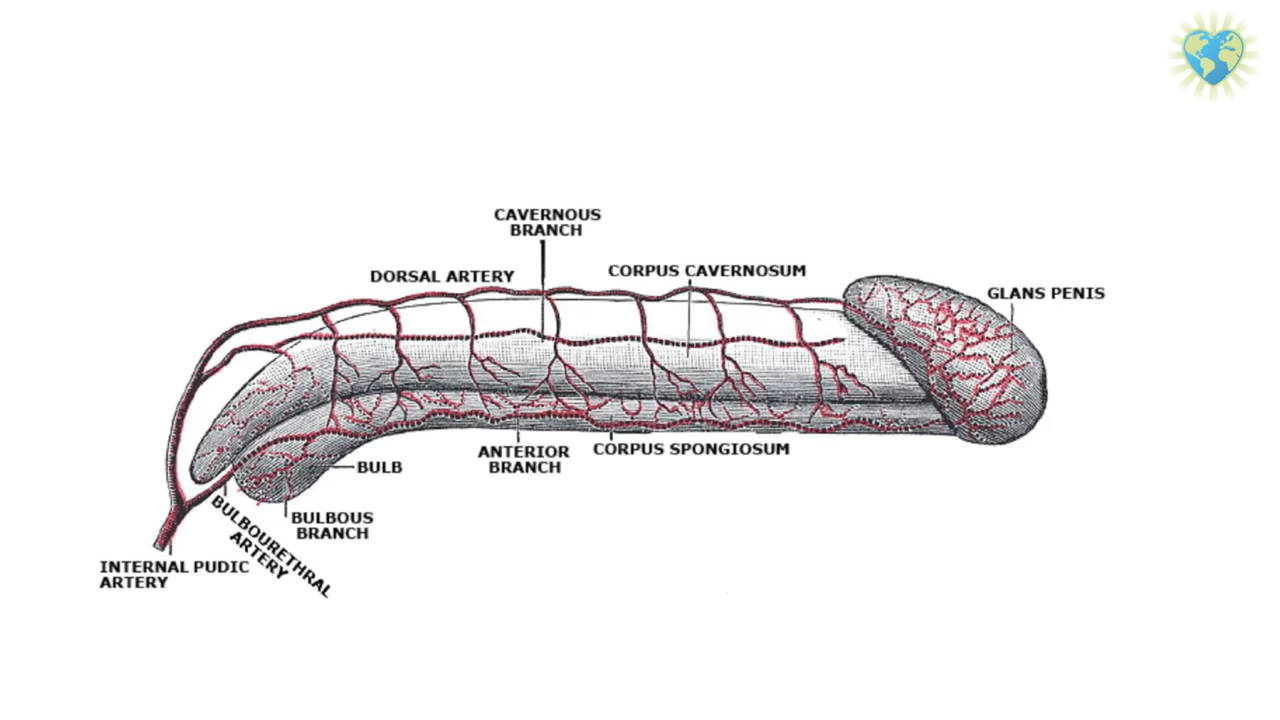 CAVERNOUS
BRANCH
DORSAL ARTERY
CORPUS CAVERNOSUM
GLANS PENIS
ANTERIOR
BRANCH
CORPUS SPONGIOSUM
BULB
BULBOUS
BRANCH
BULBOURETHRAL
ARTERY
INTERNAL PUDIC
ARTERY